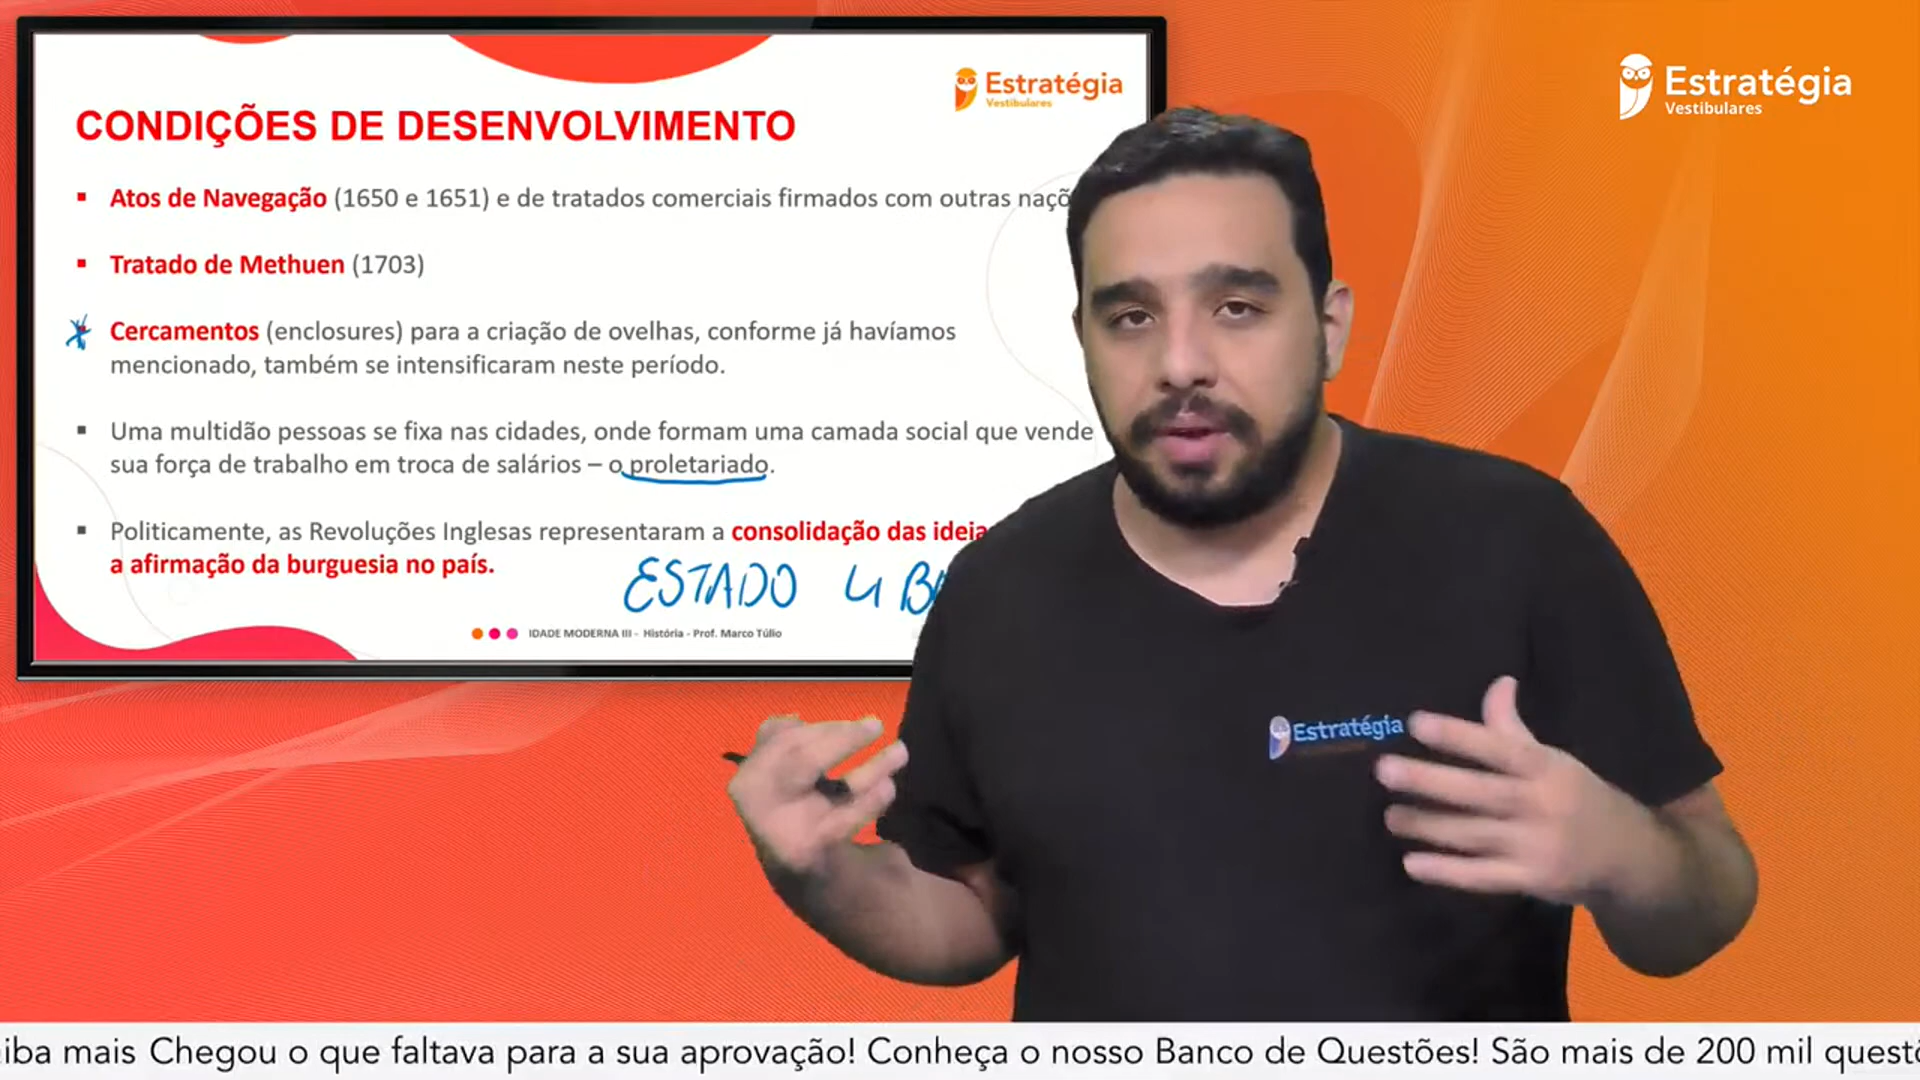 Estratégia
Vestibulares
CONDIÇÕES DE DESENVOLVIMENTO
▪ Atos de Navegação (1650 e 1651) e de tratados comerciais firmados com outras naçõ
▪ Tratado de Methuen (1703)
Cercamentos (enclosures) para a criação de ovelhas, conforme já havíamos
mencionado, também se intensificaram neste período.
▪ Uma multidão pessoas se fixa nas cidades, onde formam uma camada social que vende
sua força de trabalho em troca de salários – o proletariado.
▪ Politicamente, as Revoluções Inglesas representaram a consolidação das ideia
a afirmação da burguesia no país.
ESTADO
IDADE MODERNA III - História - Prof. Marco Túlio
Estratégia
Vestibulares
Estratégia
iba mais Chegou o que faltava para a sua aprovação! Conheça o nosso Banco de Questões! São mais de 200 mil questõ